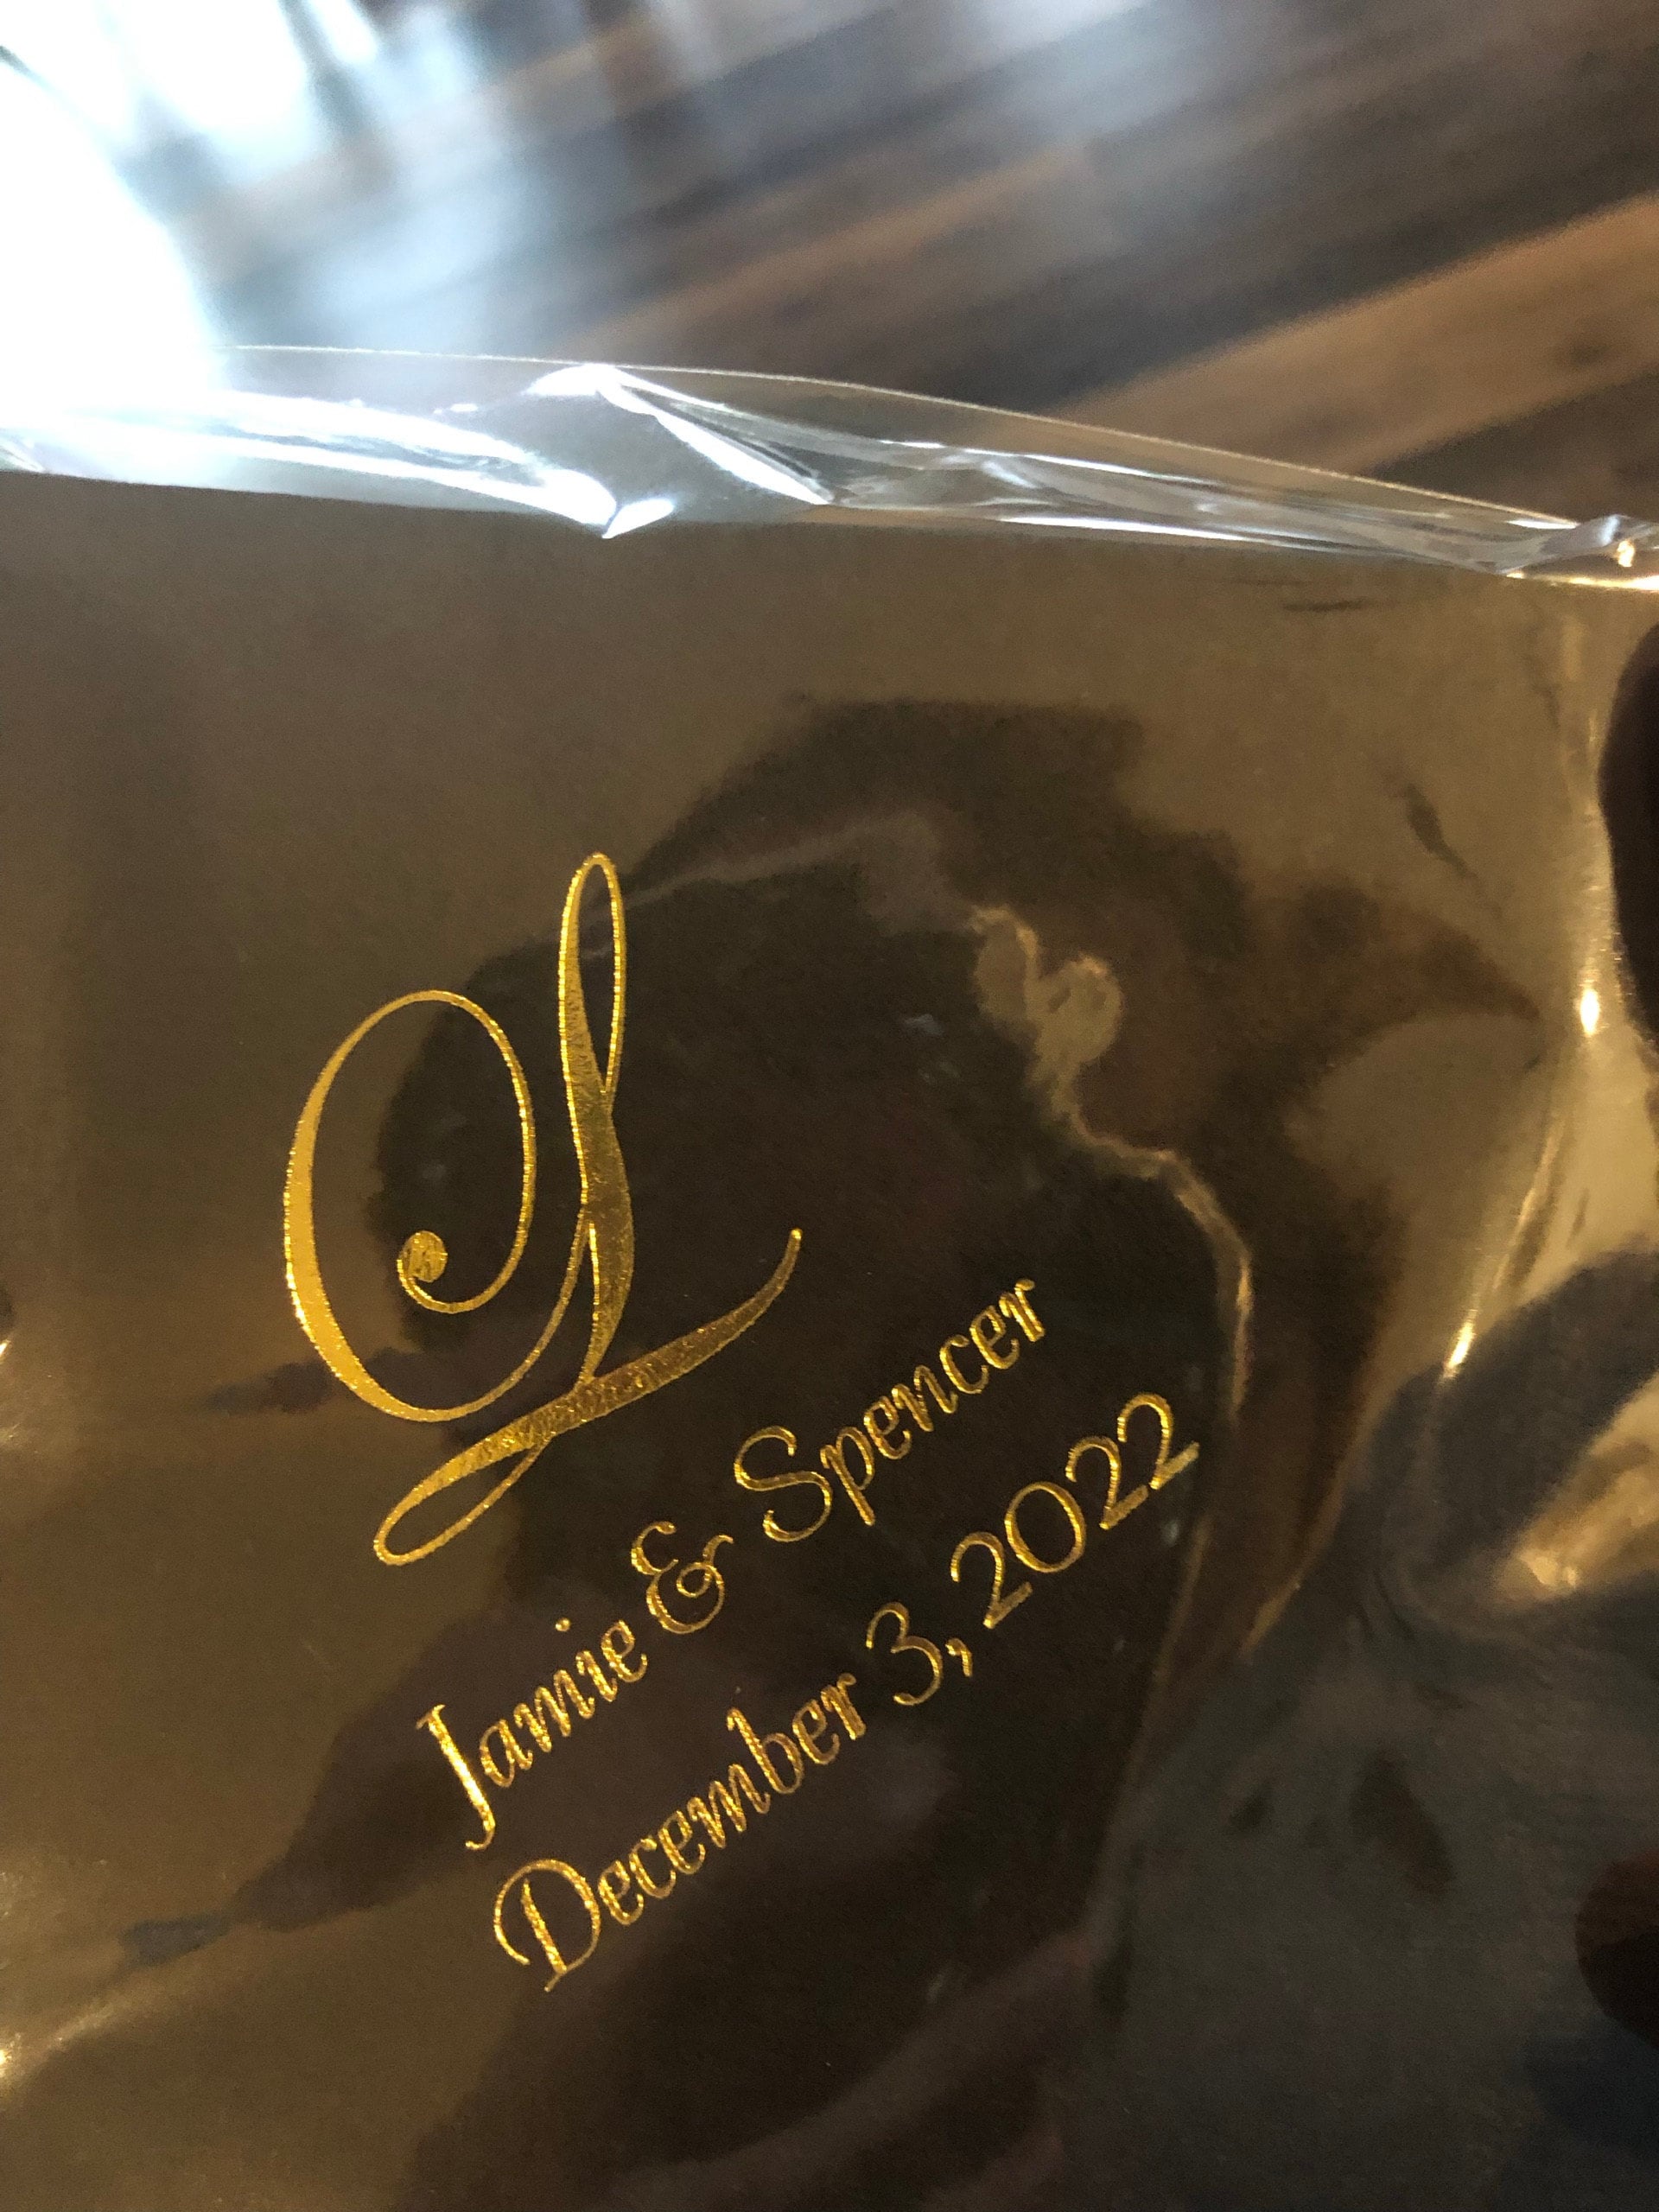 L
Jamie & Spencer
December 3, 2022